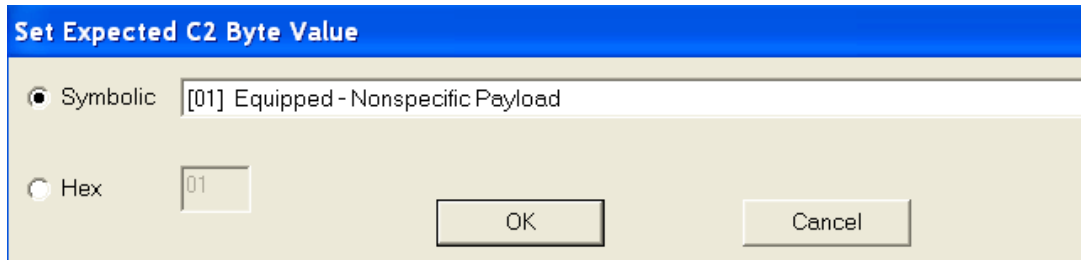 Set Expected C2 Byte Value
Symbolic [01] Equipped - Nonspecific Payload
Hex 01
OK Cancel